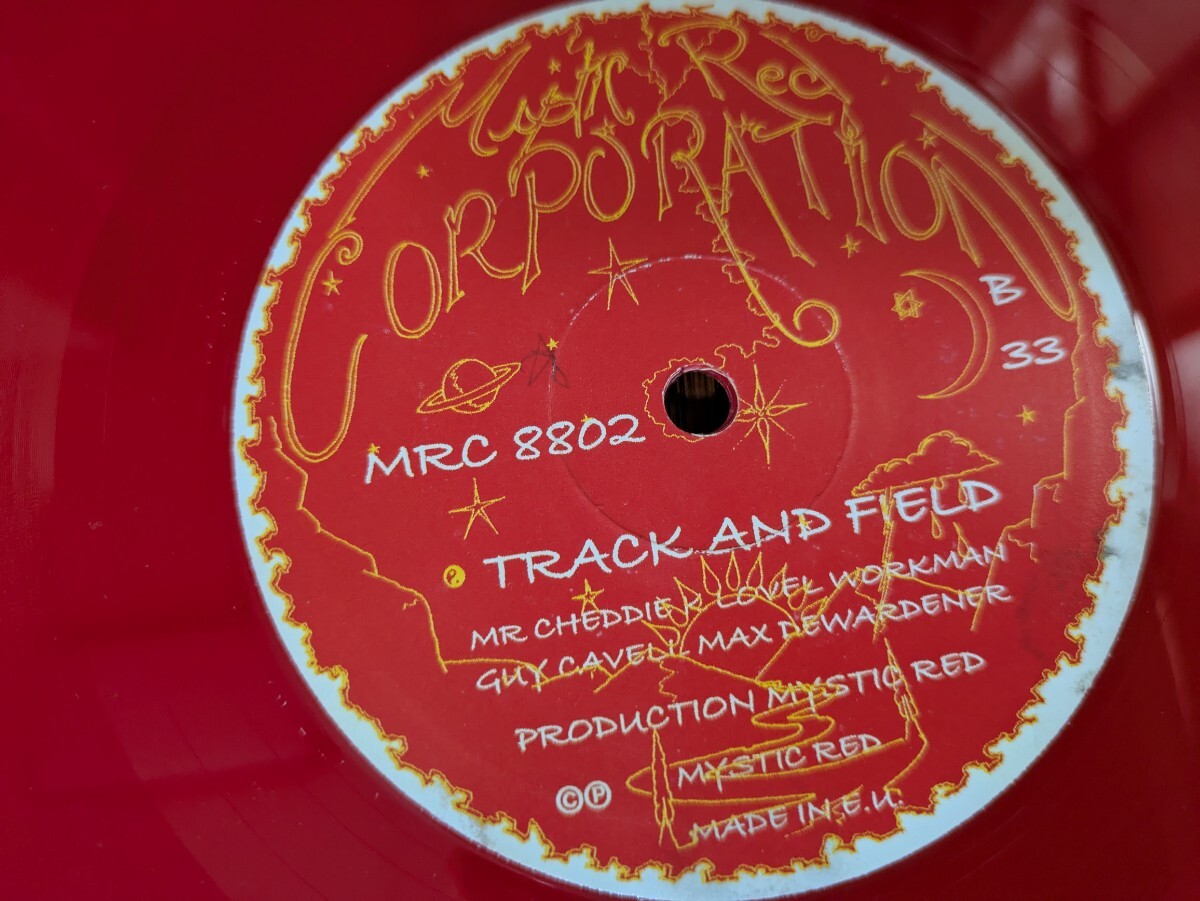 Mystic Red
CORPORATION
B
33
MRC 8802
TRACK AND FIELD
MR CHEDDIE K LOVEL WORKMAN
GUY CAVELL MAX DEWARDENER
PRODUCTION MYSTIC RED
©℗ MYSTIC RED
MADE IN E.U.